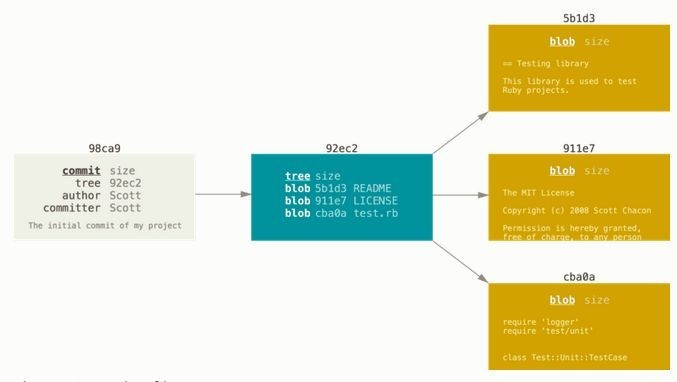 98ca9
commit size
tree 92ec2
author Scott
committer Scott
The initial commit of my project
92ec2
tree size
blob 5b1d3 README
blob 911e7 LICENSE
blob cba0a test.rb
5b1d3
blob size
== Testing library
This library is used to test
Ruby projects.
911e7
blob size
The MIT License
Copyright (c) 2008 Scott Chacon
Permission is hereby granted,
free of charge, to any person
cba0a
blob size
require 'logger'
require 'test/unit'
class Test::Unit::TestCase